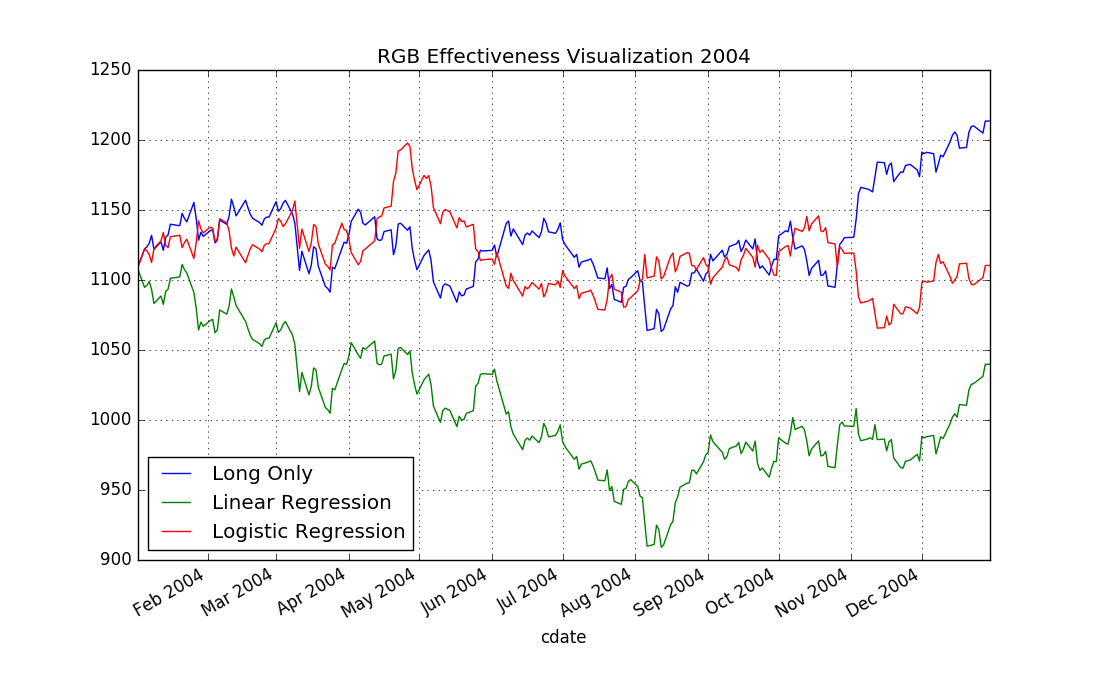 RGB Effectiveness Visualization 2004
1250
1200
1150
1100
1050
1000
950
900
Long Only
Linear Regression
Logistic Regression
Feb 2004
Mar 2004
Apr 2004
May 2004
Jun 2004
Jul 2004
Aug 2004
Sep 2004
Oct 2004
Nov 2004
Dec 2004
cdate